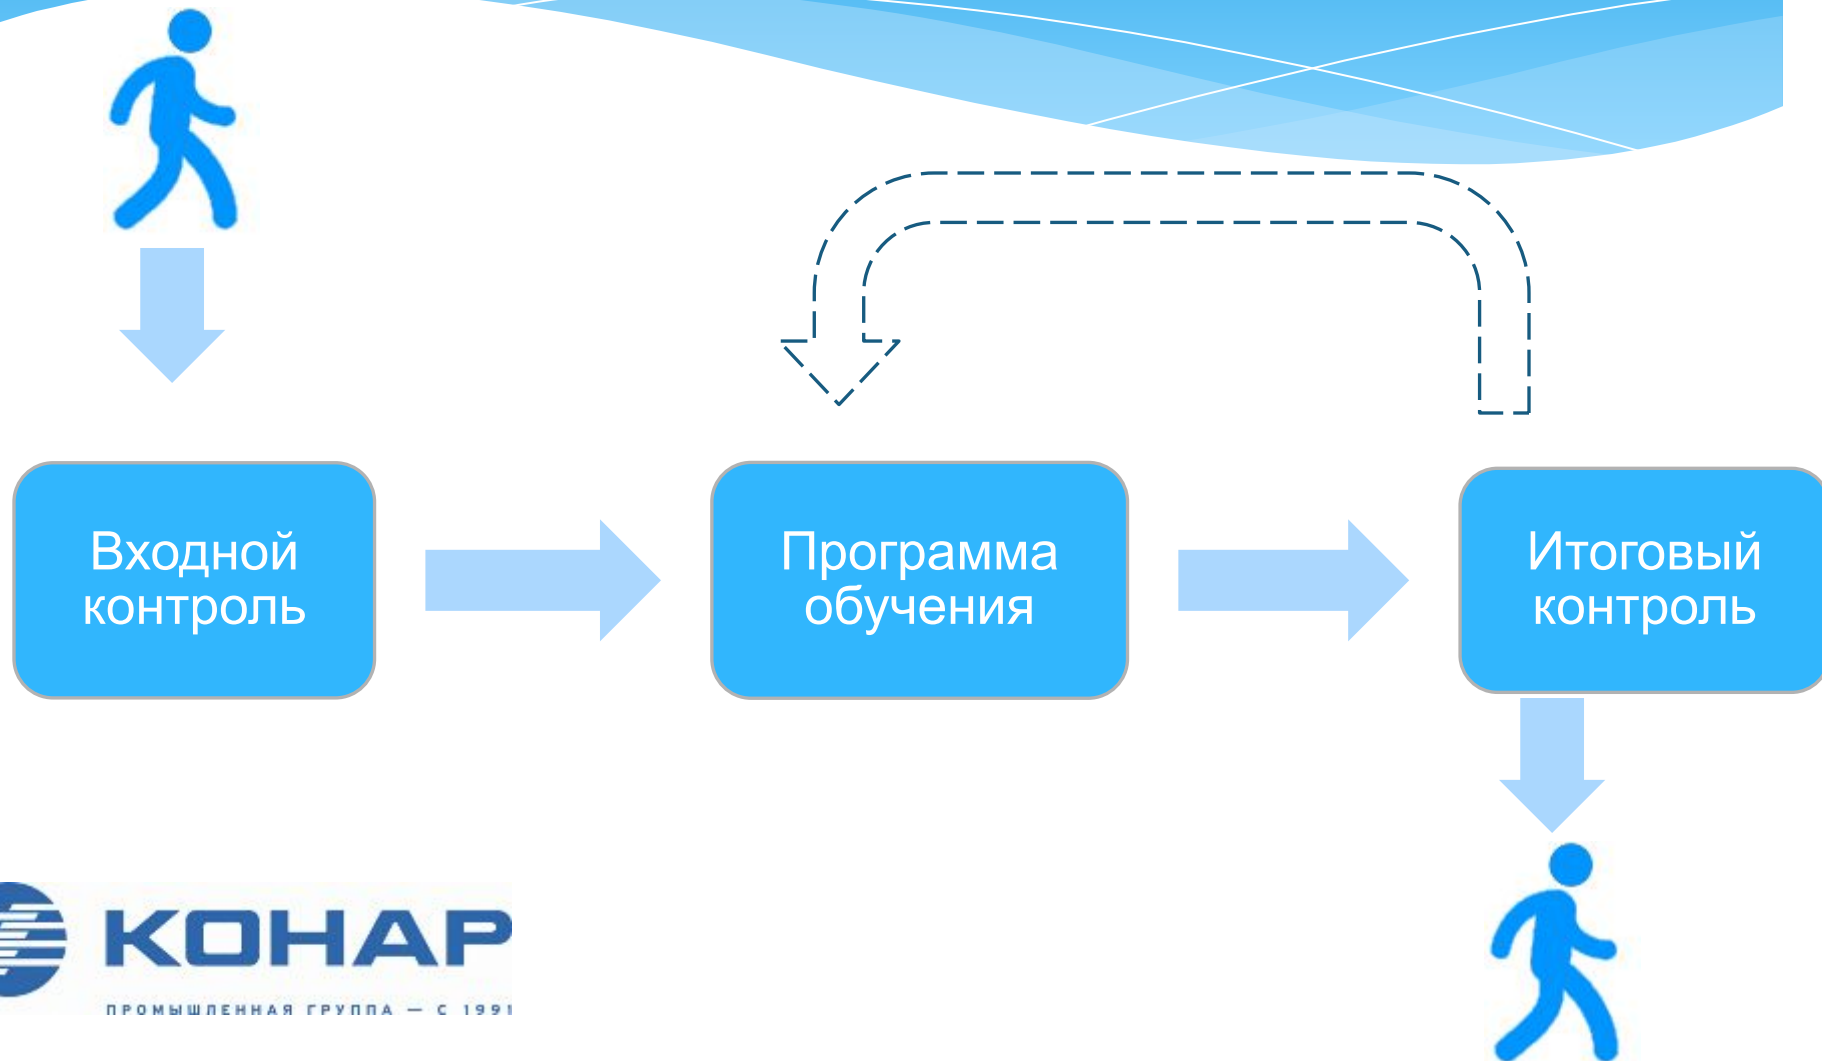 Входной
контроль
Программа
обучения
Итоговый
контроль
КОНАР
ПРОМЫШЛЕННАЯ ГРУППА — С 1991